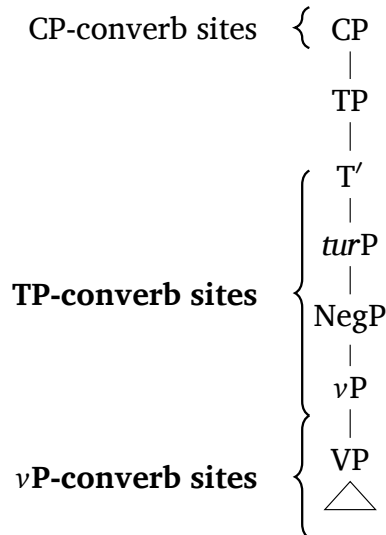 CP-converb sites CP
TP
T′
turP
TP-converb sites NegP
vP
vP-converb sites VP